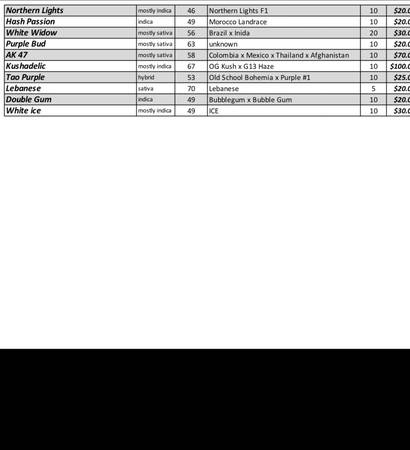 Northern Lights mostly indica 46 Northern Lights F1 10 $20.0
Hash Passion indica 49 Morocco Landrace 10 $20.0
White Widow mostly sativa 56 Brazil x Inida 20 $30.0
Purple Bud mostly sativa 63 unknown 10 $20.0
AK 47 mostly sativa 58 Colombia x Mexico x Thailand x Afghanistan 10 $70.0
Kushadelic mostly indica 67 OG Kush x G13 Haze 10 $100.0
Tao Purple hybrid 53 Old School Bohemia x Purple #1 10 $25.0
Lebanese sativa 70 Lebanese 5 $20.0
Double Gum indica 49 Bubblegum x Bubble Gum 10 $20.0
White ice mostly indica 49 ICE 10 $30.0